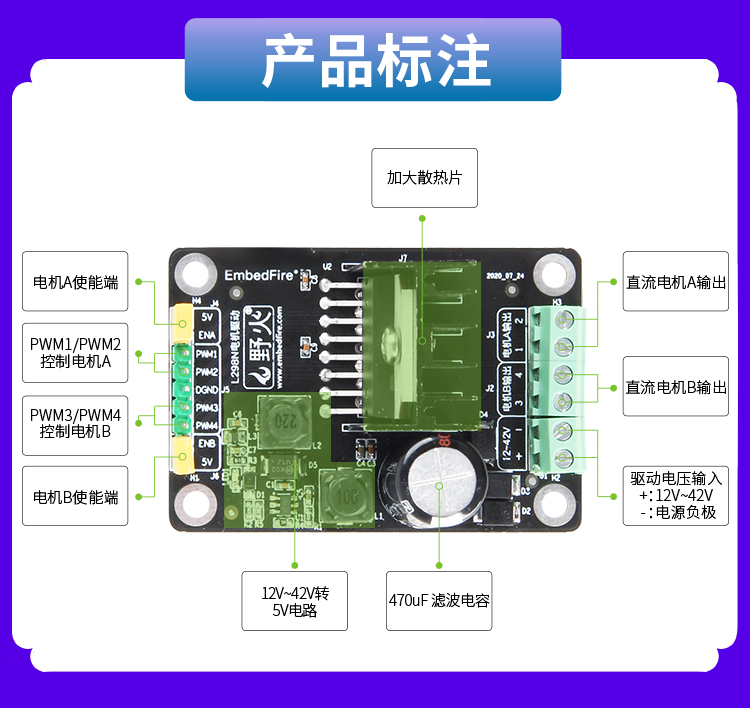 产品标注
加大散热片
电机A使能端
PWM1/PWM2
控制电机A
PWM3/PWM4
控制电机B
电机B使能端
直流电机A输出
直流电机B输出
驱动电压输入
+:12V~42V
-:电源负极
12V~42V转
5V电路
470uF 滤波电容
EmbedFire®
U2
J7
2020_07_24
H4
J4
5V
ENA
PWM1
PWM2
DGND
J5
PWM3
PWM4
ENB
5V
H1
J6
L298N电机驱动
野火
www.embedfire.com
C3
C6
220
L2
D5
C1
L1
C4
C3
D4
D3
D2
H3
J3
电机A输出
2
1
J2
电机B输出
4
3
12~42V
-
+
J1
H2